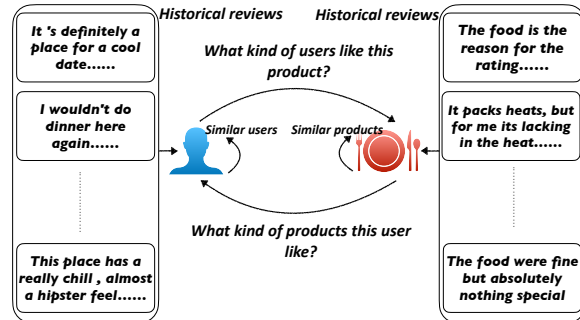 Historical reviews
It 's definitely a
place for a cool
date......
I wouldn't do
dinner here
again......
This place has a
really chill , almost
a hipster feel......
What kind of users like this
product?
Similar users
Similar products
What kind of products this user
like?
Historical reviews
The food is the
reason for the
rating......
It packs heats, but
for me its lacking
in the heat......
The food were fine
but absolutely
nothing special